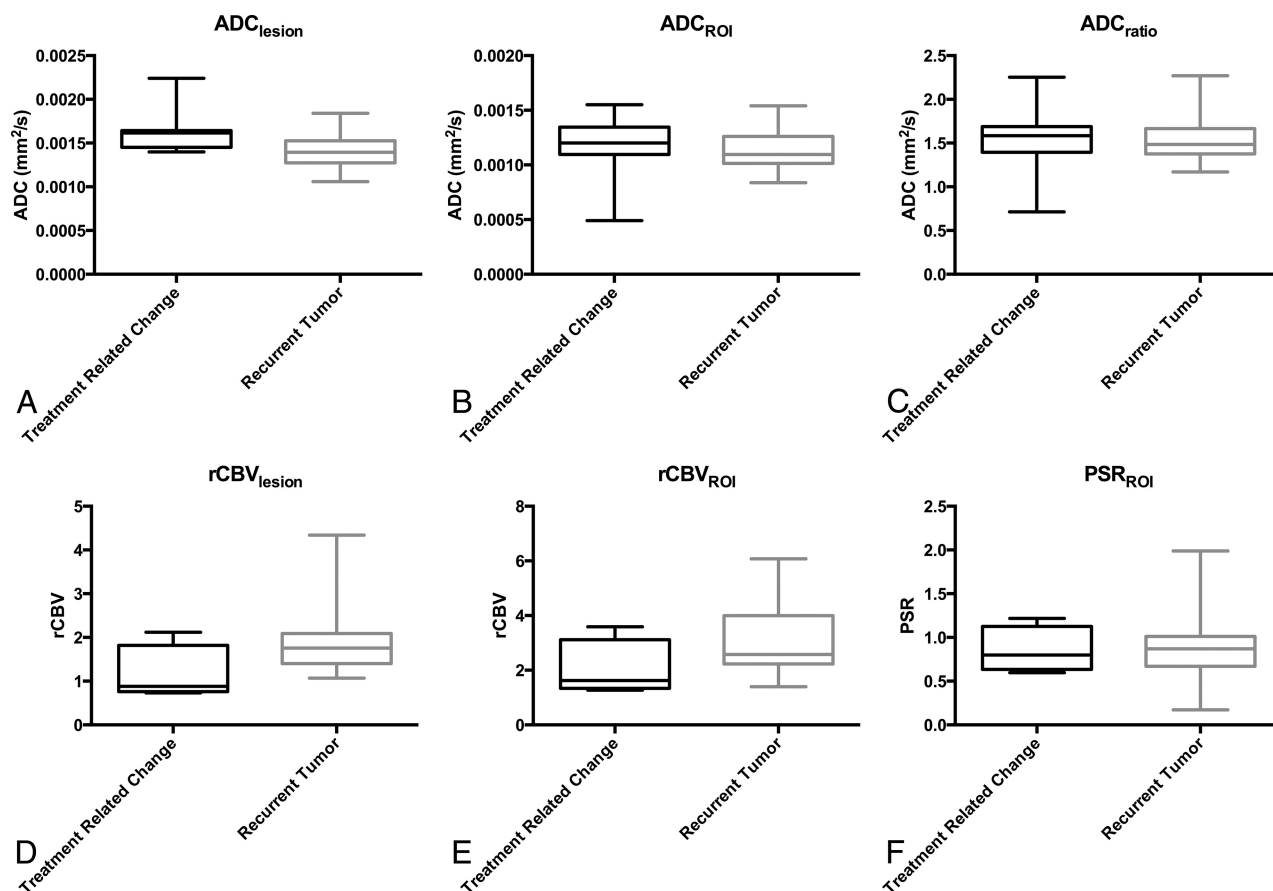 ADClesion
ADC (mm2/s)
0.0025
0.0020
0.0015
0.0010
0.0005
0.0000
Treatment Related Change
Recurrent Tumor
A
ADCROI
ADC (mm2/s)
0.0020
0.0015
0.0010
0.0005
0.0000
Treatment Related Change
Recurrent Tumor
B
ADCratio
ADC (mm2/s)
2.5
2.0
1.5
1.0
0.5
0.0
Treatment Related Change
Recurrent Tumor
C
rCBVlesion
rCBV
5
4
3
2
1
0
Treatment Related Change
Recurrent Tumor
D
rCBVROI
rCBV
8
6
4
2
0
Treatment Related Change
Recurrent Tumor
E
PSRROI
PSR
2.5
2.0
1.5
1.0
0.5
0.0
Treatment Related Change
Recurrent Tumor
F